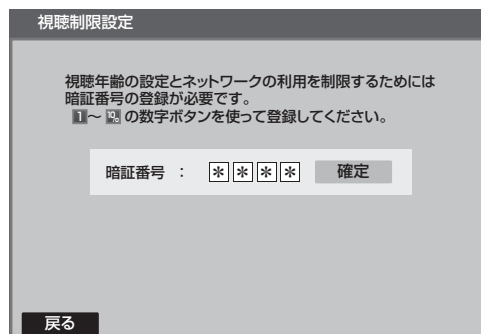 視聴制限設定
視聴年齢の設定とネットワークの利用を制限するためには
暗証番号の登録が必要です。
1～10 の数字ボタンを使って登録してください。
暗証番号 ： ＊＊＊＊ 確定
戻る